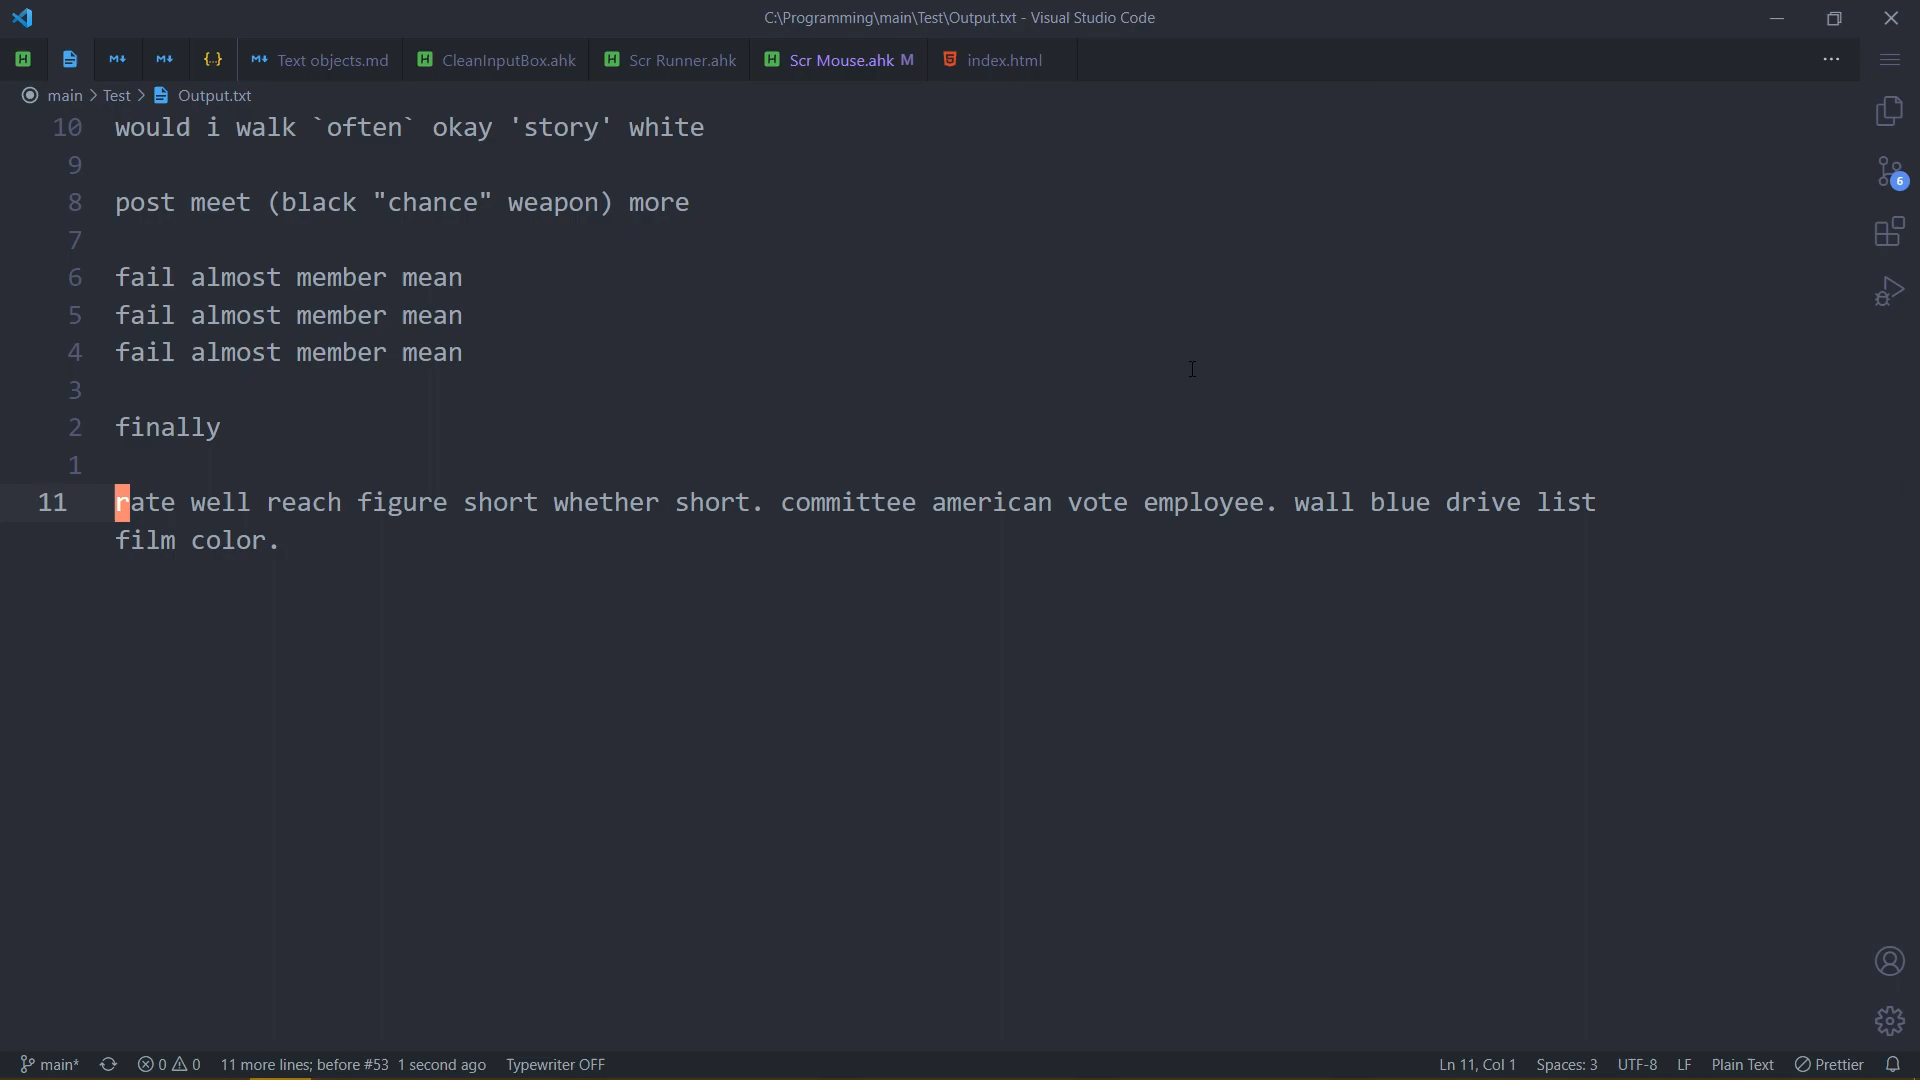 C:\Programming\main\Test\Output.txt - Visual Studio Code
Text objects.md
CleanInputBox.ahk
Scr Runner.ahk
Scr Mouse.ahk M
index.html
main > Test > Output.txt
10 would i walk `often` okay 'story' white
9
8 post meet (black "chance" weapon) more
7
6 fail almost member mean
5 fail almost member mean
4 fail almost member mean
3
2 finally
1
11 rate well reach figure short whether short. committee american vote employee. wall blue drive list
film color.
6
main* 0 0 11 more lines; before #53 1 second ago Typewriter OFF Ln 11, Col 1 Spaces: 3 UTF-8 LF Plain Text Prettier